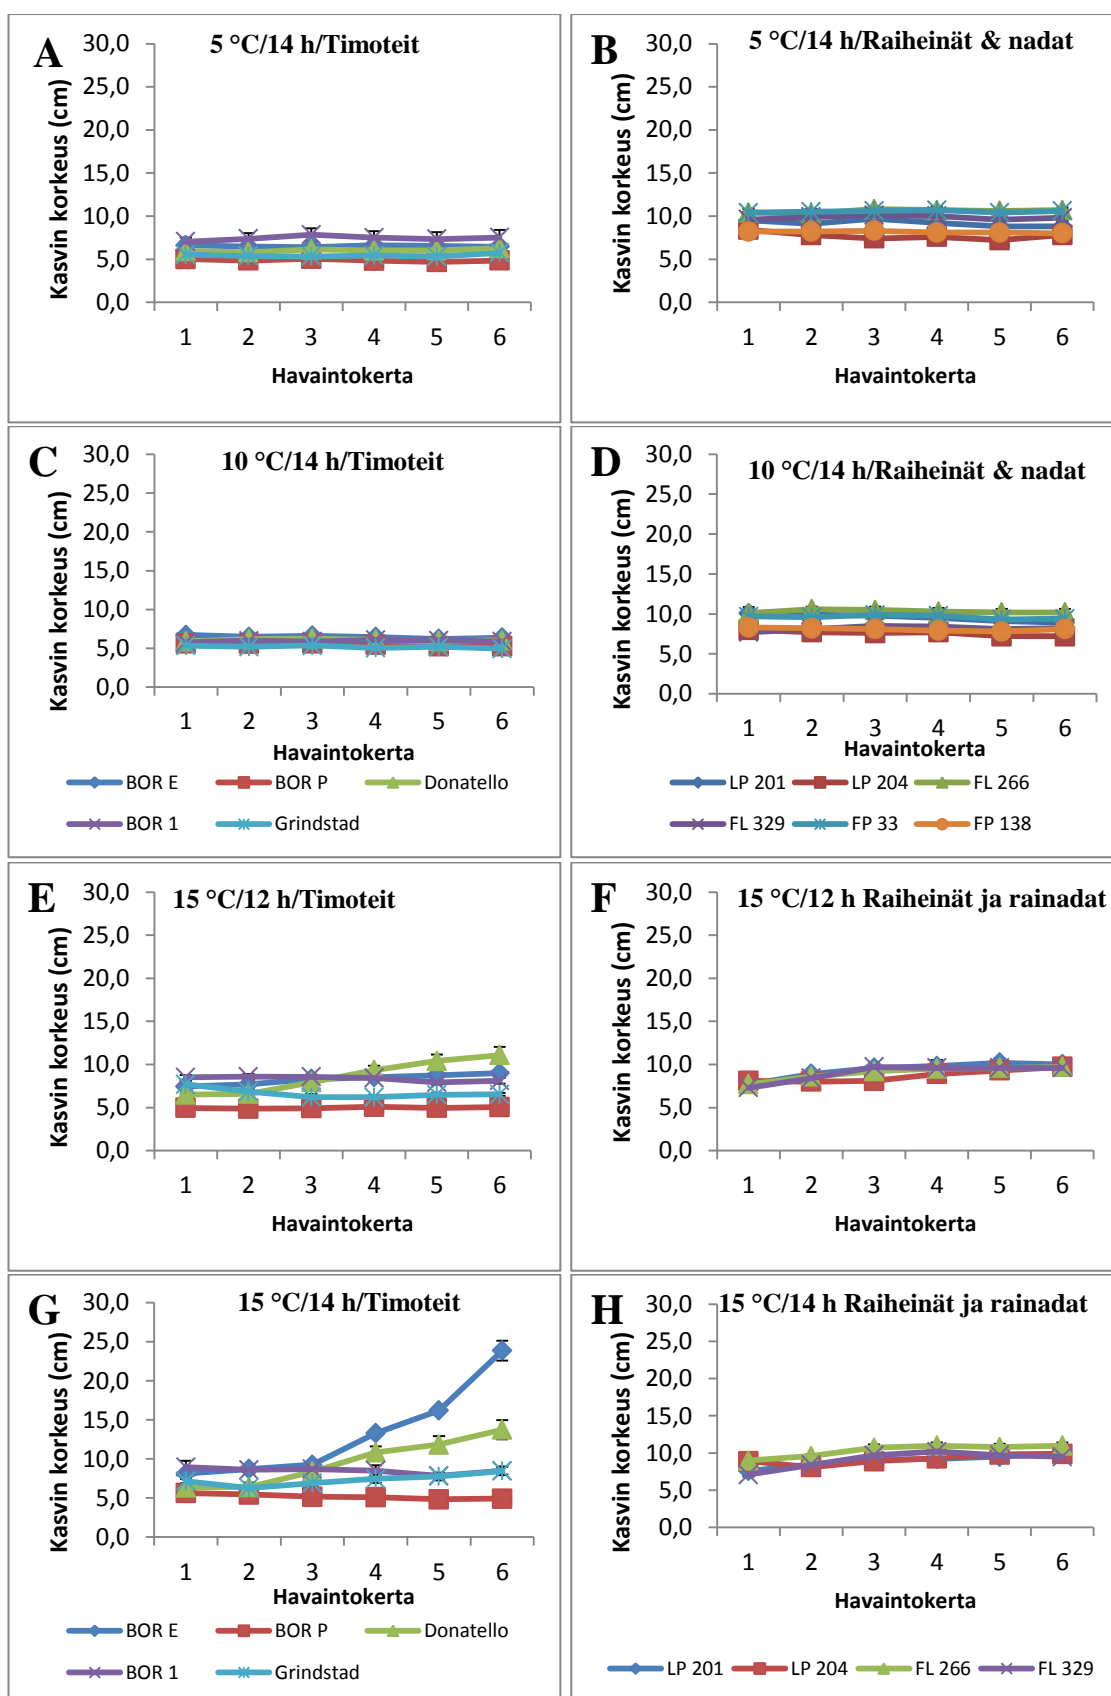 A
5 °C/14 h/Timoteit
Kasvin korkeus (cm)
30,0
25,0
20,0
15,0
10,0
5,0
0,0
1 2 3 4 5 6
Havaintokerta
B
5 °C/14 h/Raiheinät & nadat
Kasvin korkeus (cm)
30,0
25,0
20,0
15,0
10,0
5,0
0,0
1 2 3 4 5 6
Havaintokerta
C
10 °C/14 h/Timoteit
Kasvin korkeus (cm)
30,0
25,0
20,0
15,0
10,0
5,0
0,0
1 2 3 4 5 6
Havaintokerta
BOR E BOR P Donatello
BOR 1 Grindstad
D
10 °C/14 h/Raiheinät & nadat
Kasvin korkeus (cm)
30,0
25,0
20,0
15,0
10,0
5,0
0,0
1 2 3 4 5 6
Havaintokerta
LP 201 LP 204 FL 266
FL 329 FP 33 FP 138
E
15 °C/12 h/Timoteit
Kasvin korkeus (cm)
30,0
25,0
20,0
15,0
10,0
5,0
0,0
1 2 3 4 5 6
Havaintokerta
F
15 °C/12 h Raiheinät ja rainadat
Kasvin korkeus (cm)
30,0
25,0
20,0
15,0
10,0
5,0
0,0
1 2 3 4 5 6
Havaintokerta
G
15 °C/14 h/Timoteit
Kasvin korkeus (cm)
30,0
25,0
20,0
15,0
10,0
5,0
0,0
1 2 3 4 5 6
Havaintokerta
BOR E BOR P Donatello
BOR 1 Grindstad
H
15 °C/14 h Raiheinät ja rainadat
Kasvin korkeus (cm)
30,0
25,0
20,0
15,0
10,0
5,0
0,0
1 2 3 4 5 6
Havaintokerta
LP 201 LP 204 FL 266 FL 329